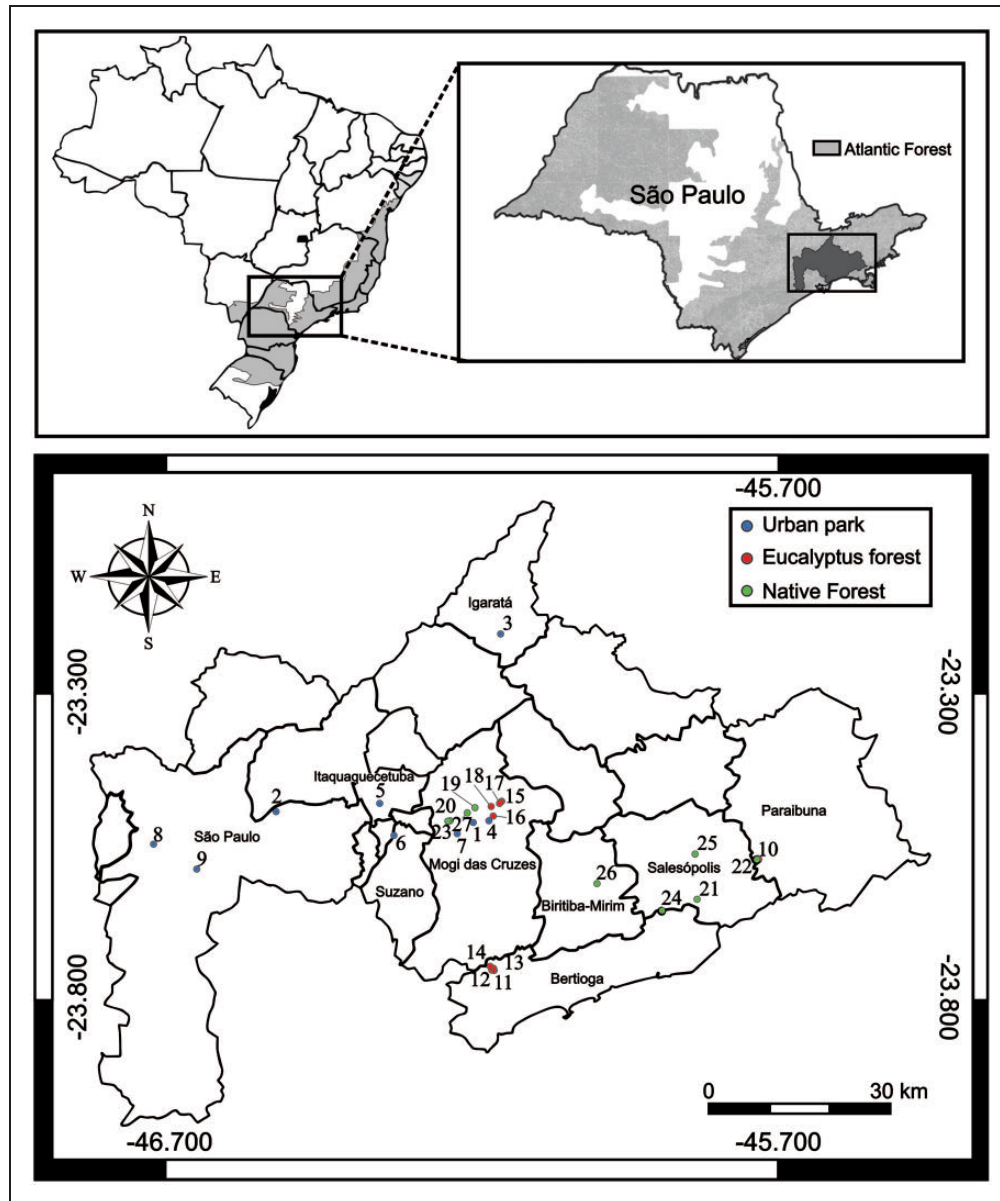 Atlantic Forest
São Paulo
-45.700
N
W
E
S
Urban park
Eucalyptus forest
Native Forest
Igaratá
3
-23.300
-23.300
Itaquaquecetuba
5
2
19
18
17
15
20
16
23
27
1
4
7
6
Paraibuna
São Paulo
8
9
Mogi das Cruzes
Suzano
25
10
22
Salesópolis
26
Biritiba-Mirim
24
21
14
13
12
11
Bertioga
-23.800
-23.800
0
30 km
-46.700
-45.700